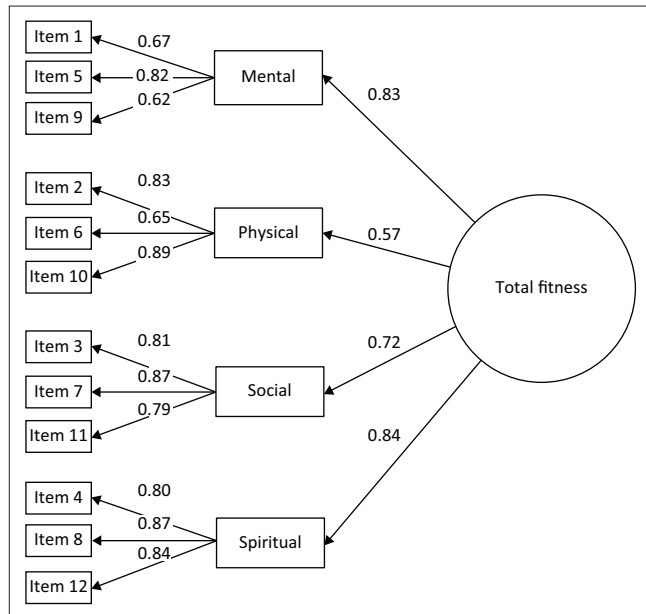 Item 1
0.67
Item 5
0.82
Mental
Item 9
0.62
0.83
Item 2
0.83
Item 6
0.65
Physical
0.57
Item 10
0.89
Total fitness
Item 3
0.81
Item 7
0.87
Social
0.72
Item 11
0.79
0.84
Item 4
0.80
Item 8
0.87
Spiritual
Item 12
0.84